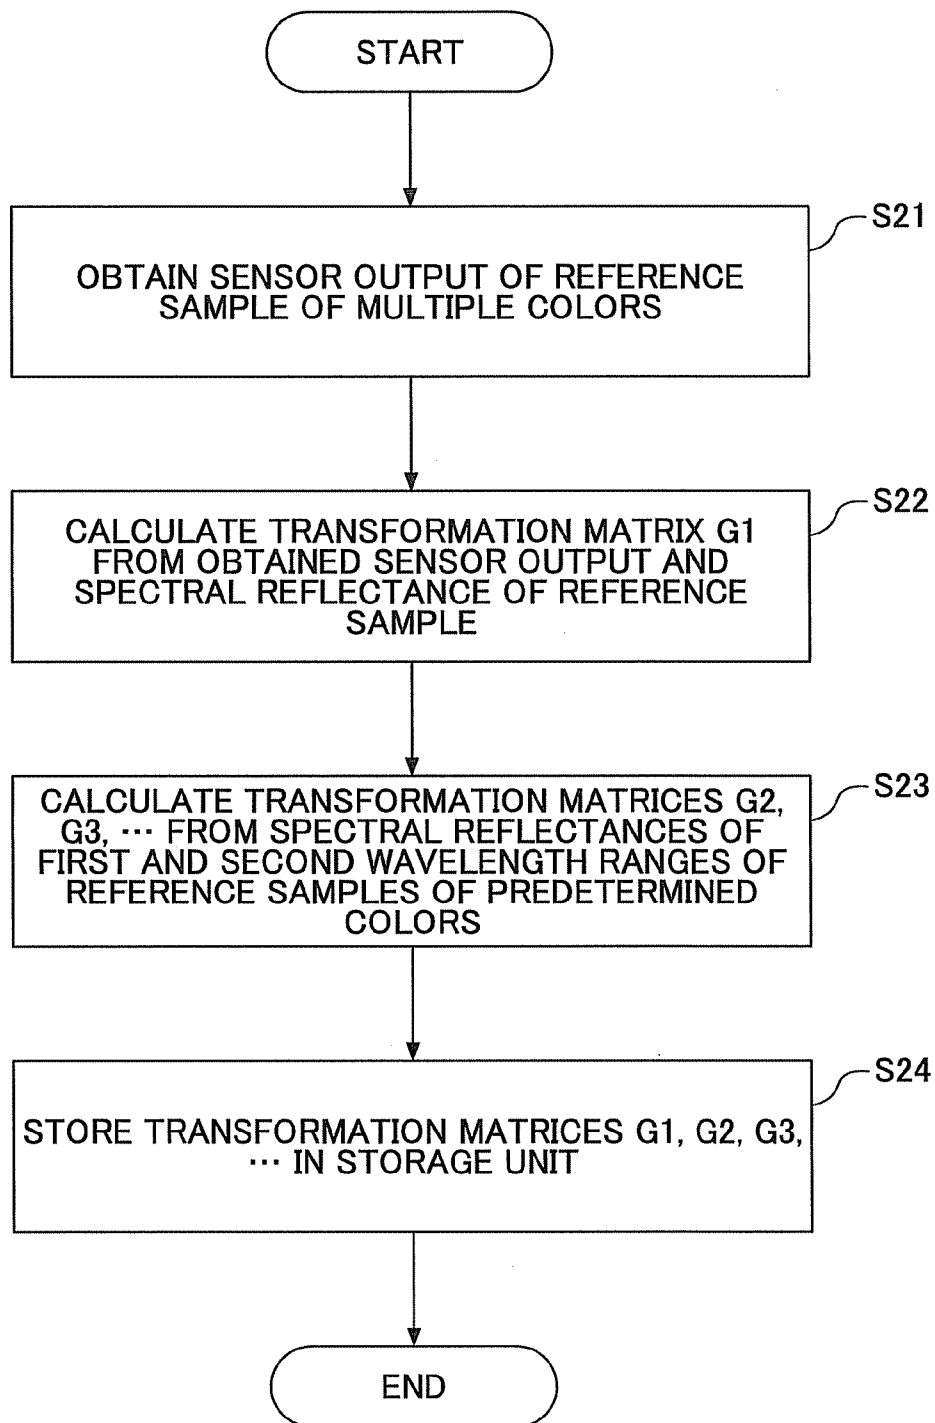 START
S21
OBTAIN SENSOR OUTPUT OF REFERENCE
SAMPLE OF MULTIPLE COLORS
S22
CALCULATE TRANSFORMATION MATRIX G1
FROM OBTAINED SENSOR OUTPUT AND
SPECTRAL REFLECTANCE OF REFERENCE
SAMPLE
S23
CALCULATE TRANSFORMATION MATRICES G2,
G3, ··· FROM SPECTRAL REFLECTANCES OF
FIRST AND SECOND WAVELENGTH RANGES OF
REFERENCE SAMPLES OF PREDETERMINED
COLORS
S24
STORE TRANSFORMATION MATRICES G1, G2, G3,
··· IN STORAGE UNIT
END